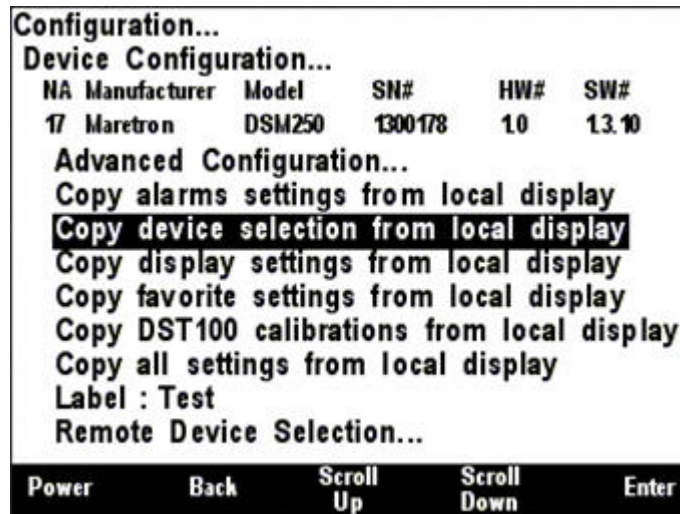 Configuration...
Device Configuration...
NA Manufacturer Model SN# HW# SW#
17 Maretron DSM250 1300178 1.0 1.3.10
Advanced Configuration...
Copy alarms settings from local display
Copy device selection from local display
Copy display settings from local display
Copy favorite settings from local display
Copy DST100 calibrations from local display
Copy all settings from local display
Label : Test
Remote Device Selection...
Power Back Scroll Up Scroll Down Enter